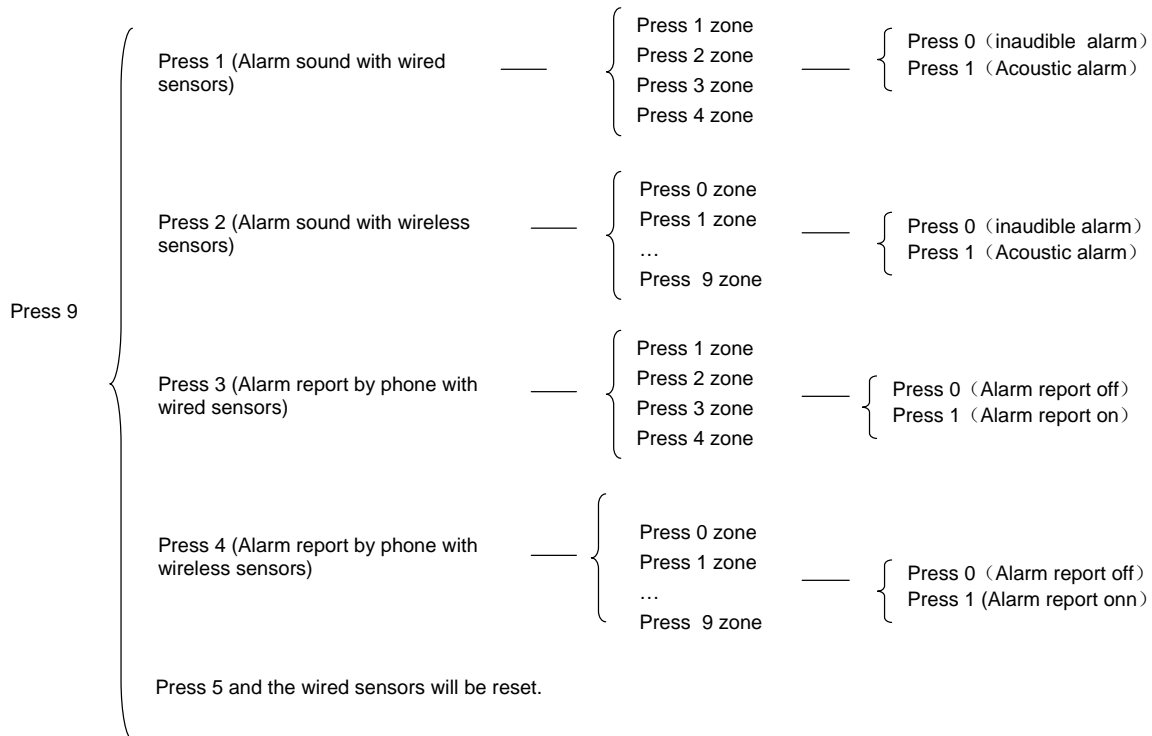 Press 9
Press 1 (Alarm sound with wired
sensors)
Press 1 zone
Press 2 zone
Press 3 zone
Press 4 zone
Press 0（inaudible alarm）
Press 1（Acoustic alarm）
Press 2 (Alarm sound with wireless
sensors)
Press 0 zone
Press 1 zone
…
Press 9 zone
Press 0（inaudible alarm）
Press 1（Acoustic alarm）
Press 3 (Alarm report by phone with
wired sensors)
Press 1 zone
Press 2 zone
Press 3 zone
Press 4 zone
Press 0（Alarm report off）
Press 1（Alarm report on）
Press 4 (Alarm report by phone with
wireless sensors)
Press 0 zone
Press 1 zone
…
Press 9 zone
Press 0（Alarm report off）
Press 1 (Alarm report onn）
Press 5 and the wired sensors will be reset.